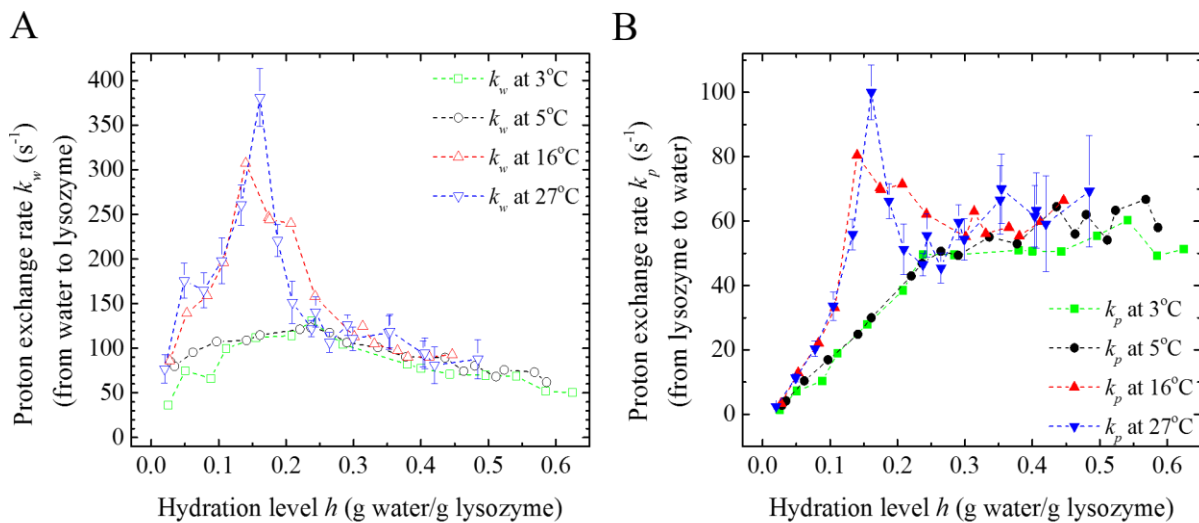 A
Proton exchange rate k_w (s⁻¹)
(from water to lysozyme)
400
350
300
250
200
150
100
50
0
k_w at 3°C
k_w at 5°C
k_w at 16°C
k_w at 27°C
0.0 0.1 0.2 0.3 0.4 0.5 0.6
Hydration level h (g water/g lysozyme)
B
Proton exchange rate k_p (s⁻¹)
(from lysozyme to water)
100
80
60
40
20
0
k_p at 3°C
k_p at 5°C
k_p at 16°C
k_p at 27°C
0.0 0.1 0.2 0.3 0.4 0.5 0.6
Hydration level h (g water/g lysozyme)